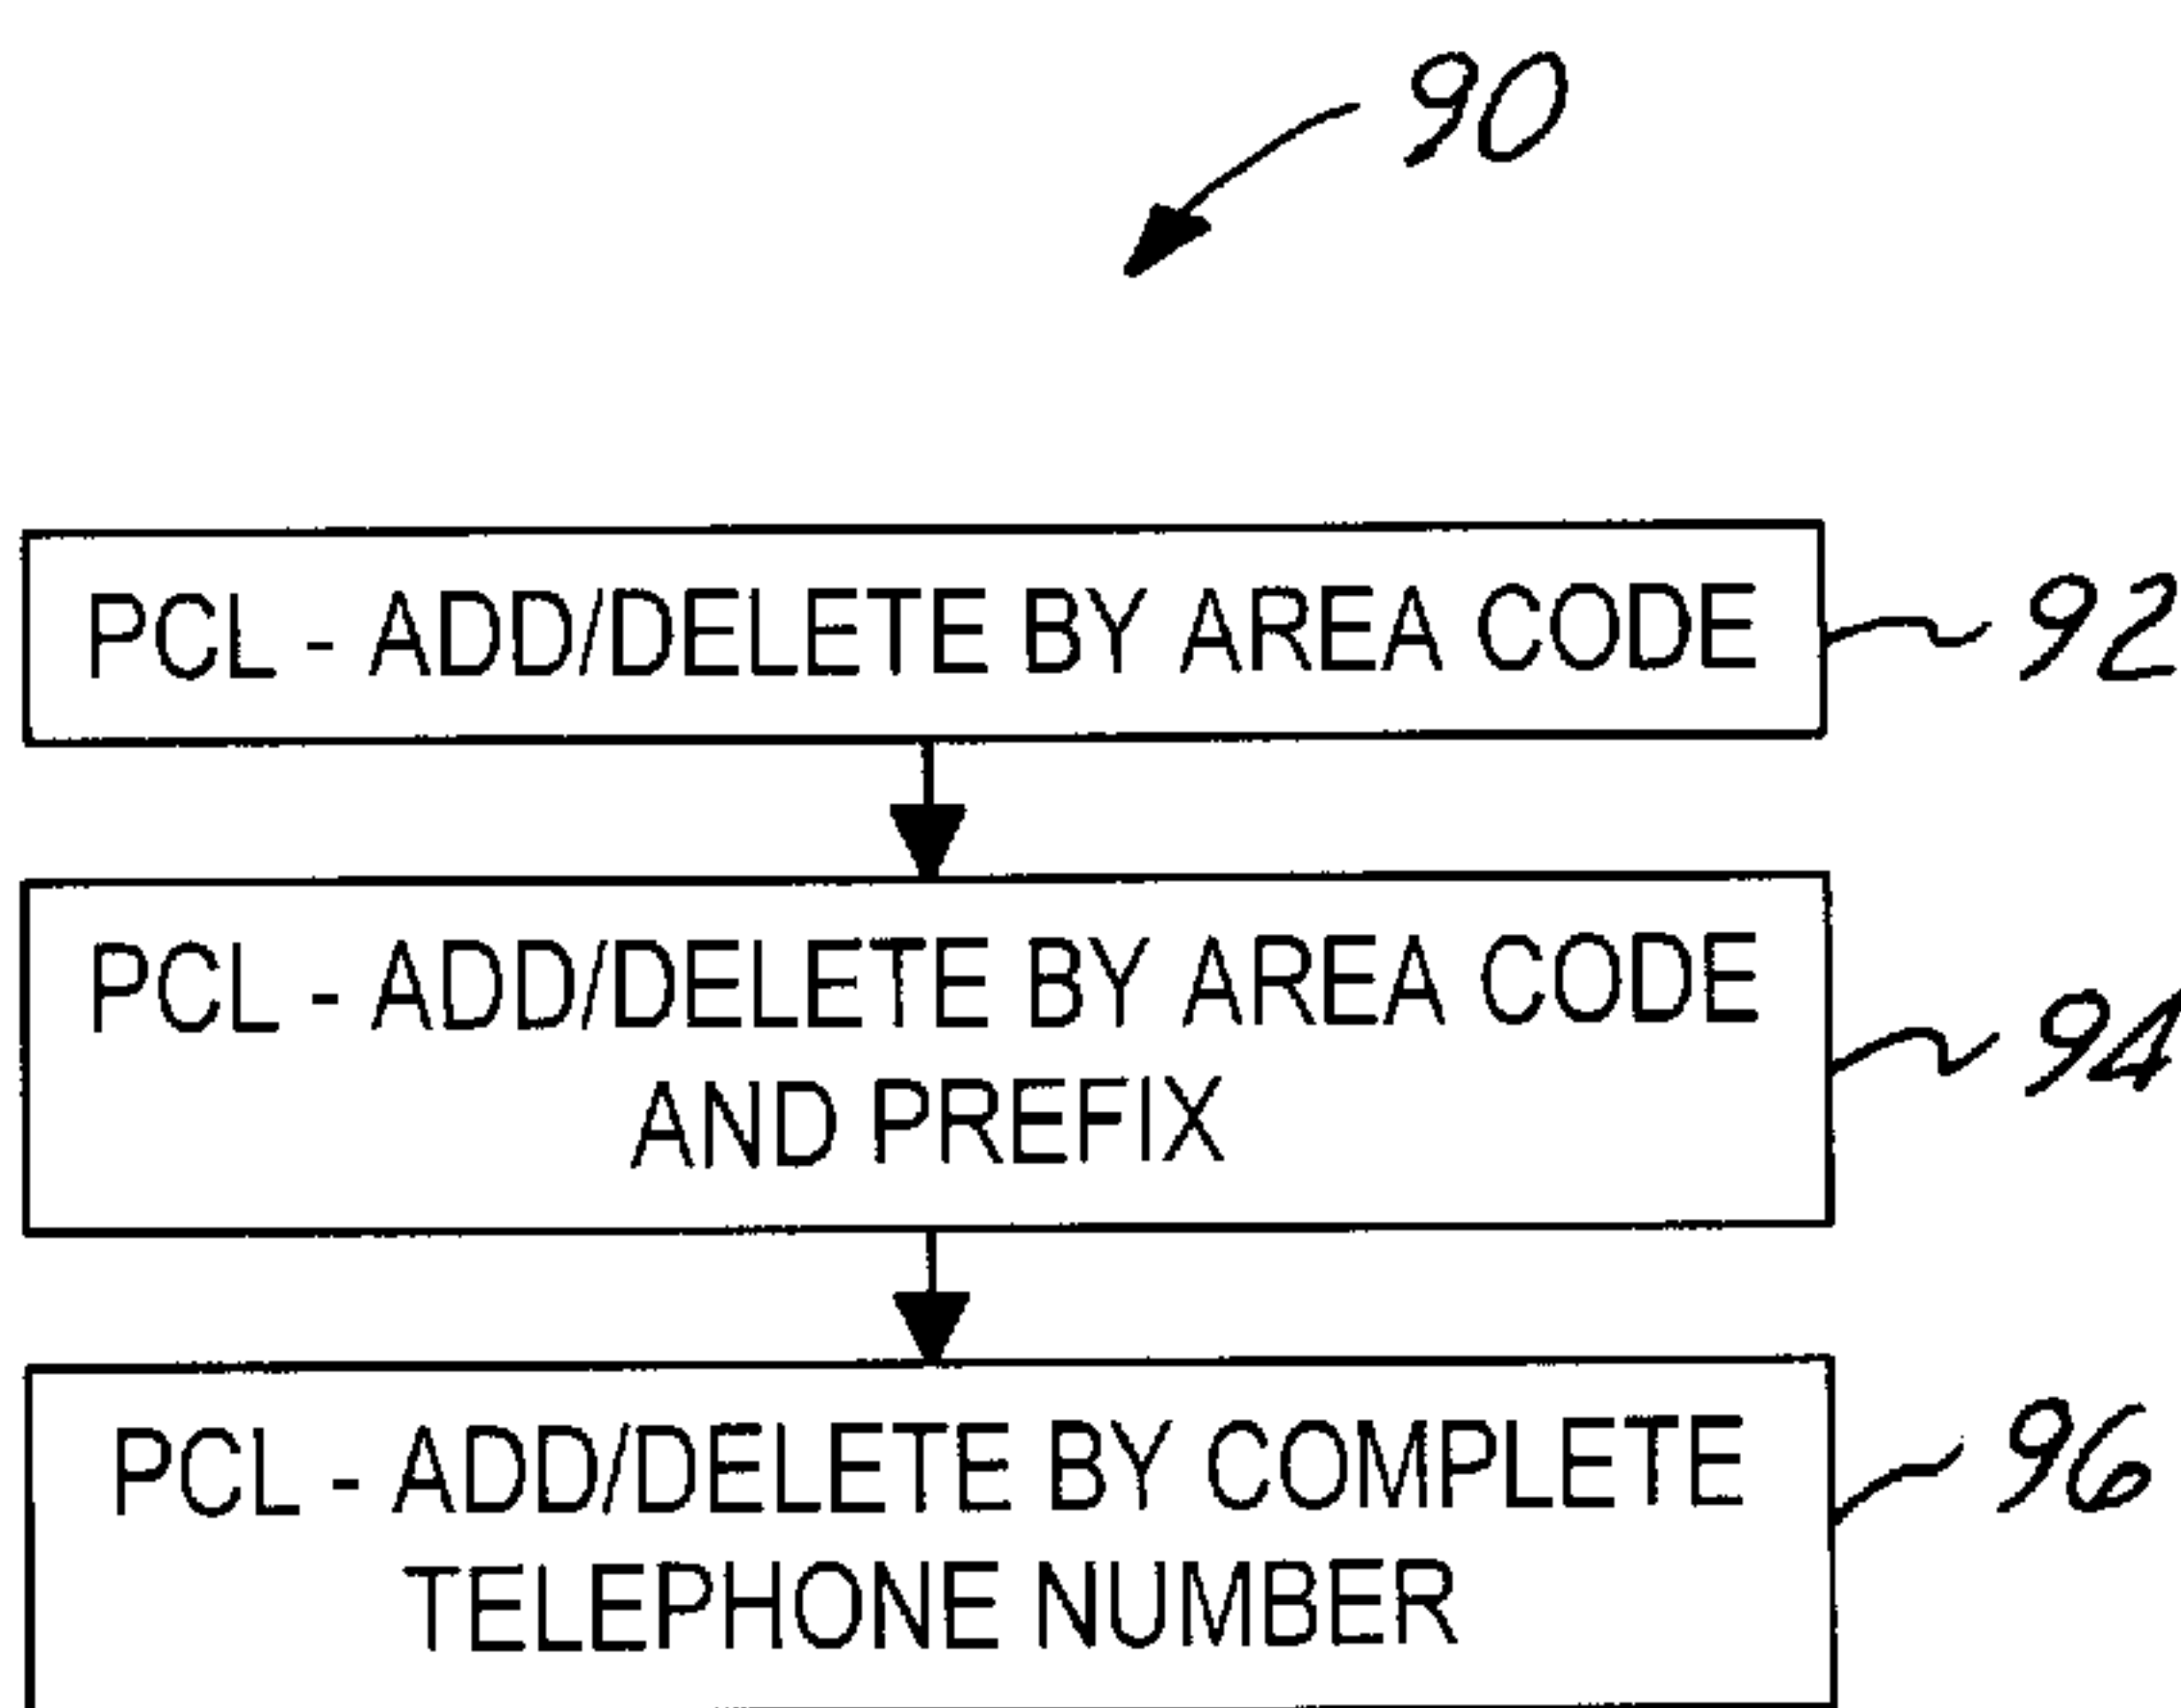 90
PCL - ADD/DELETE BY AREA CODE
92
PCL - ADD/DELETE BY AREA CODE
AND PREFIX
94
PCL - ADD/DELETE BY COMPLETE
TELEPHONE NUMBER
96